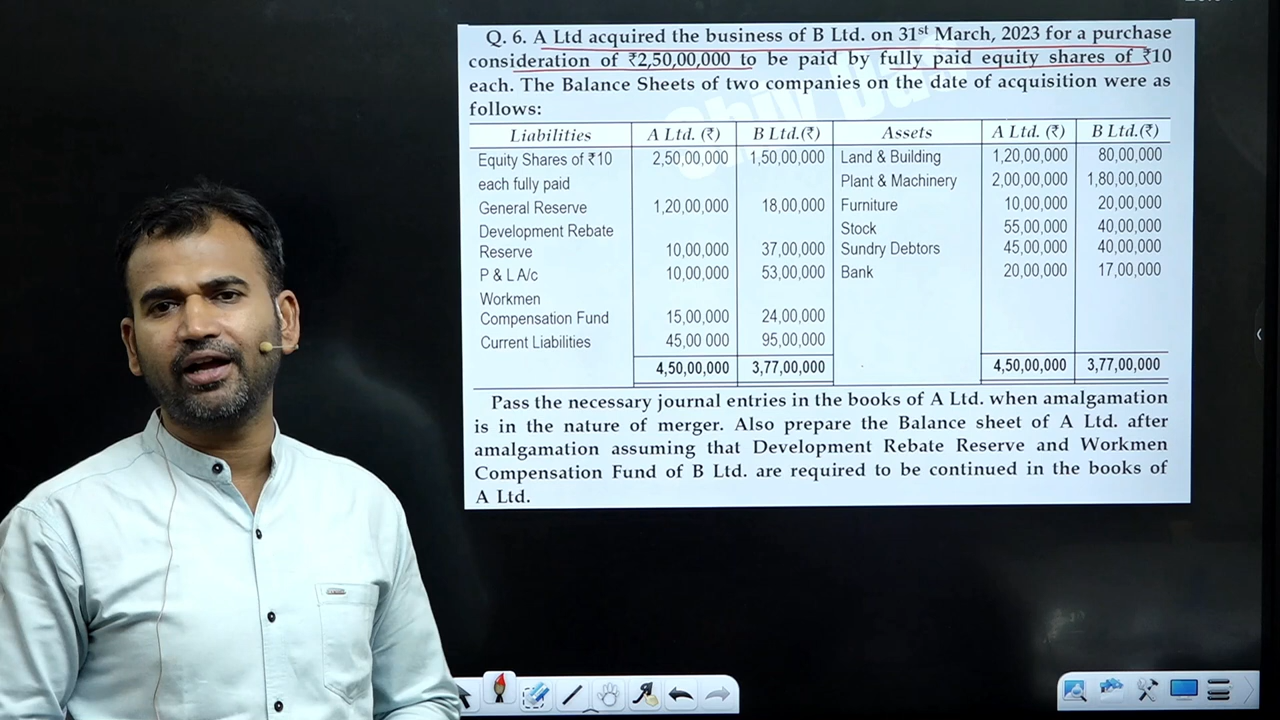 Q. 6. A Ltd acquired the business of B Ltd. on 31st March, 2023 for a purchase
consideration of ₹2,50,00,000 to be paid by fully paid equity shares of ₹10
each. The Balance Sheets of two companies on the date of acquisition were as
follows:
Liabilities A Ltd. (₹) B Ltd.(₹) Assets A Ltd. (₹) B Ltd.(₹)
Equity Shares of ₹10 2,50,00,000 1,50,00,000 Land & Building 1,20,00,000 80,00,000
each fully paid Plant & Machinery 2,00,00,000 1,80,00,000
General Reserve 1,20,00,000 18,00,000 Furniture 10,00,000 20,00,000
Development Rebate Stock 55,00,000 40,00,000
Reserve 10,00,000 37,00,000 Sundry Debtors 45,00,000 40,00,000
P & L A/c 10,00,000 53,00,000 Bank 20,00,000 17,00,000
Workmen
Compensation Fund 15,00,000 24,00,000
Current Liabilities 45,00 000 95,00,000
4,50,00,000 3,77,00,000 4,50,00,000 3,77,00,000
Pass the necessary journal entries in the books of A Ltd. when amalgamation
is in the nature of merger. Also prepare the Balance sheet of A Ltd. after
amalgamation assuming that Development Rebate Reserve and Workmen
Compensation Fund of B Ltd. are required to be continued in the books of
A Ltd.